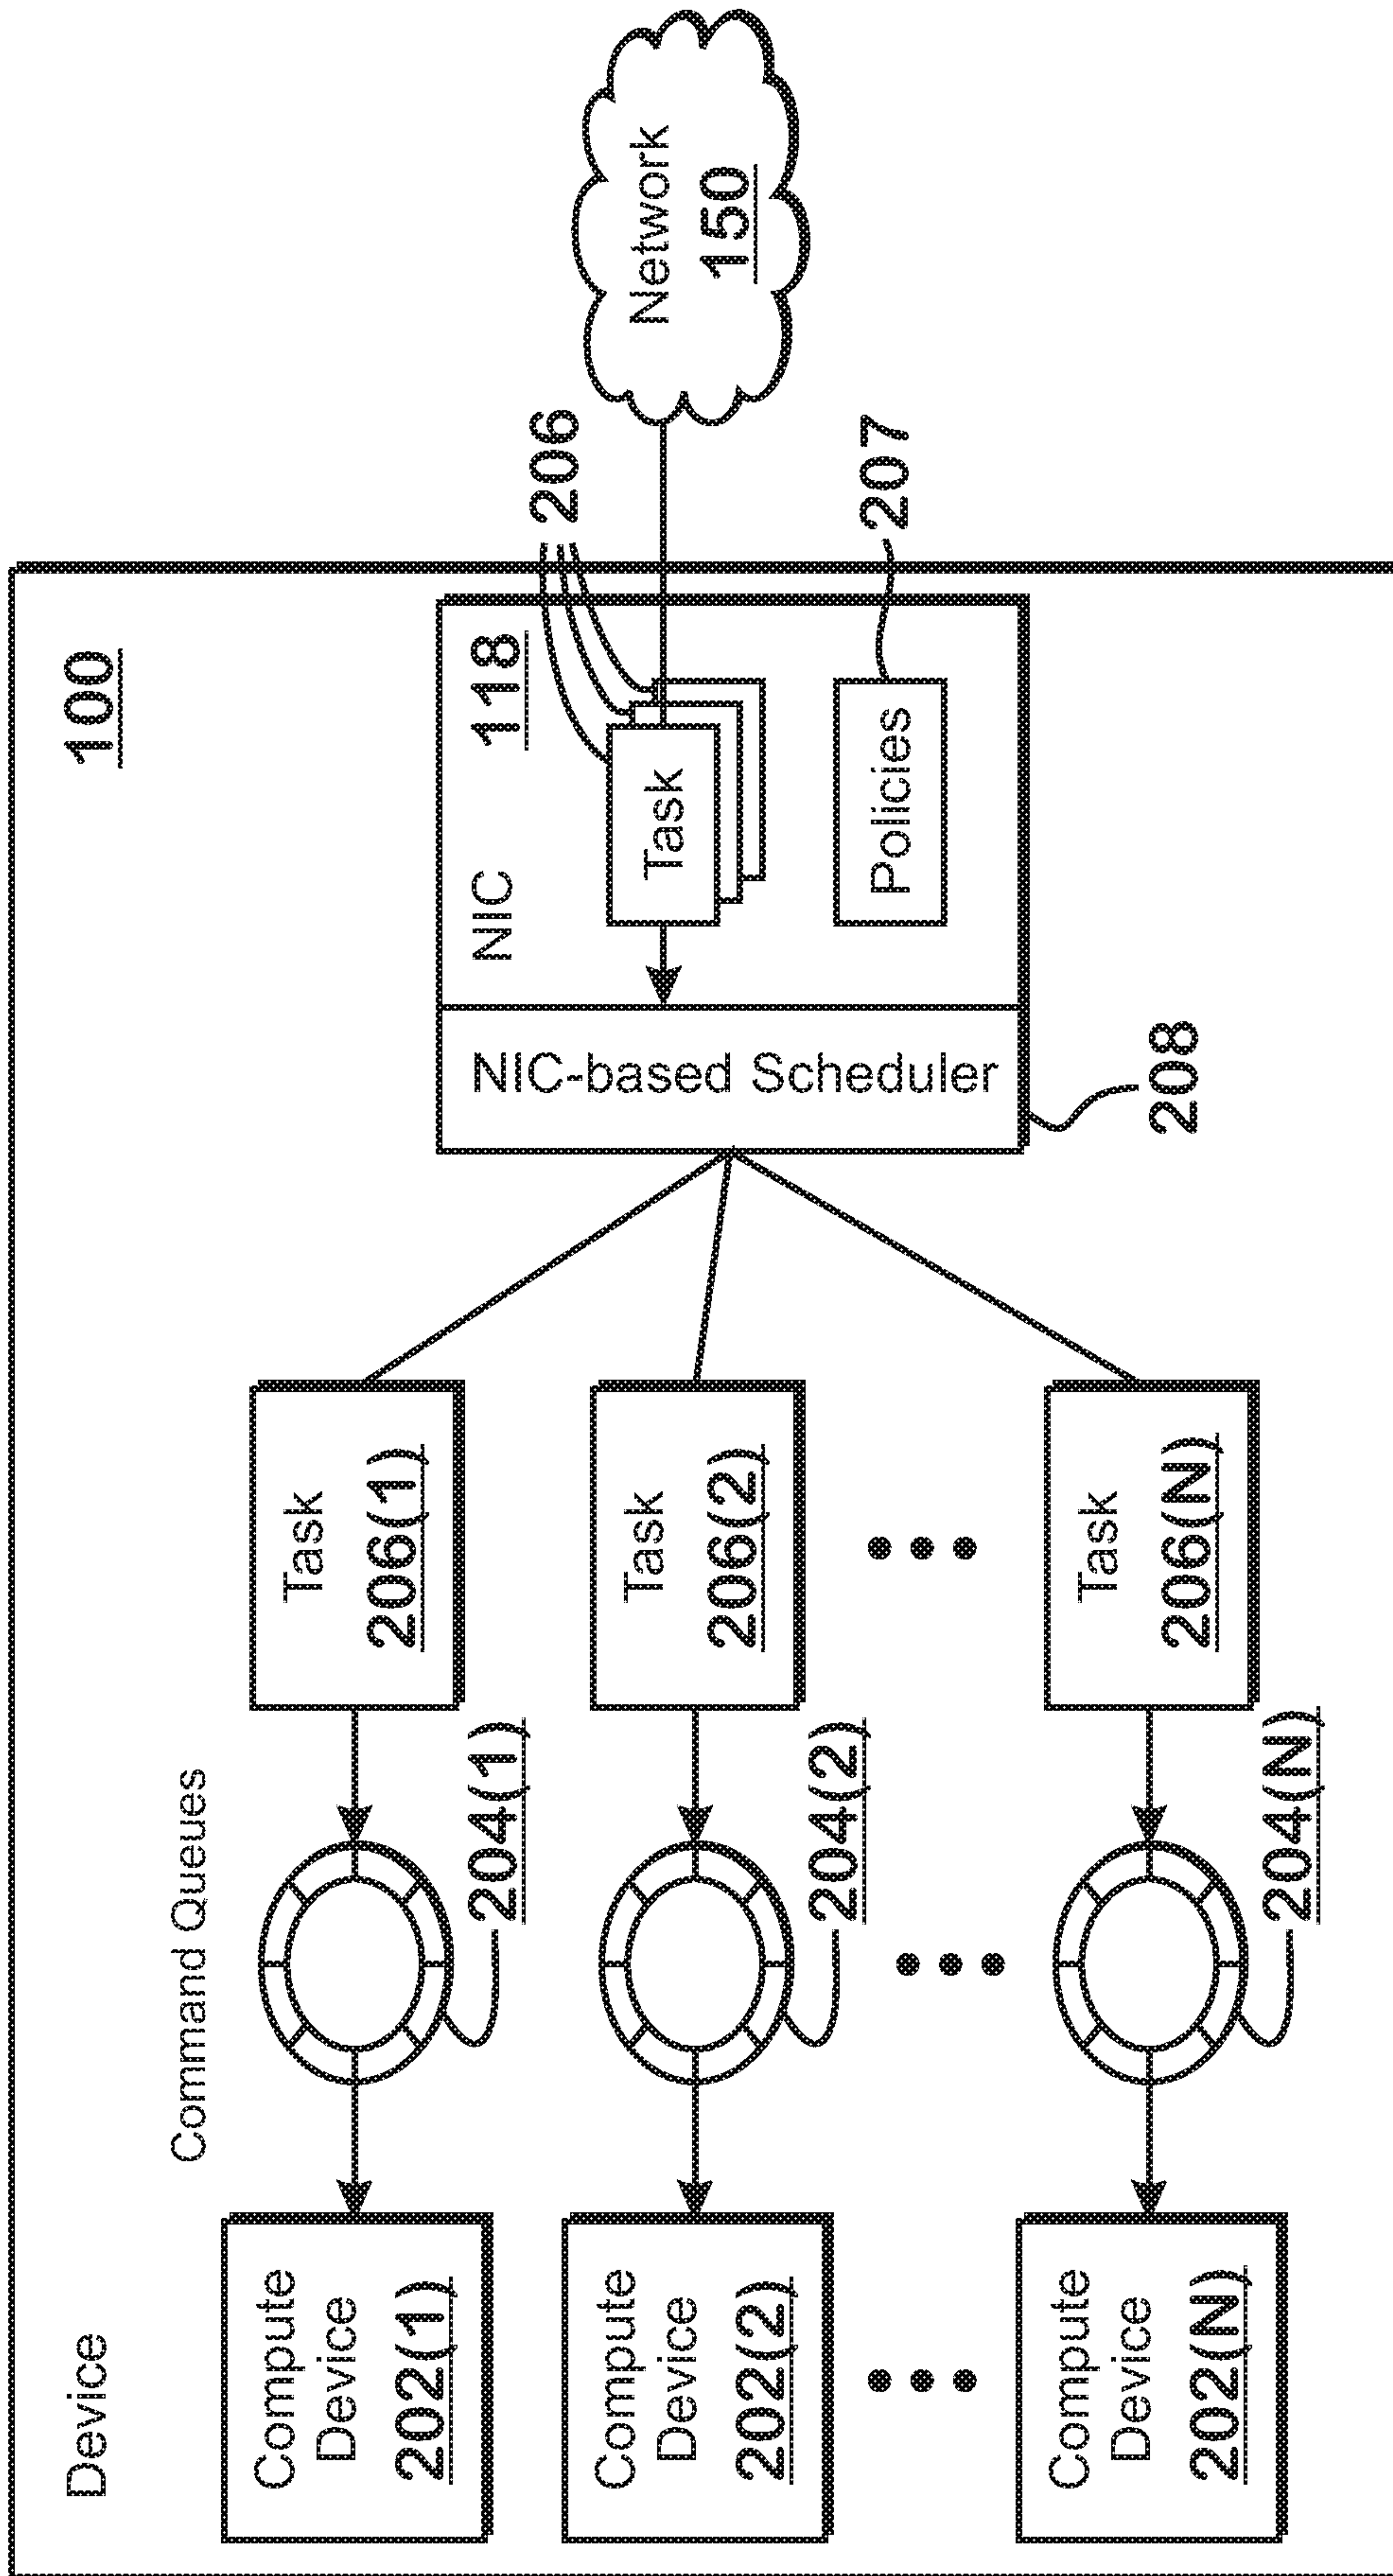 Device
100
Command Queues
Compute
Device
202(1)
204(1)
Task
206(1)
Compute
Device
202(2)
204(2)
Task
206(2)
Compute
Device
202(N)
204(N)
Task
206(N)
NIC-based Scheduler
208
NIC
118
Task
206
Policies
207
Network
150